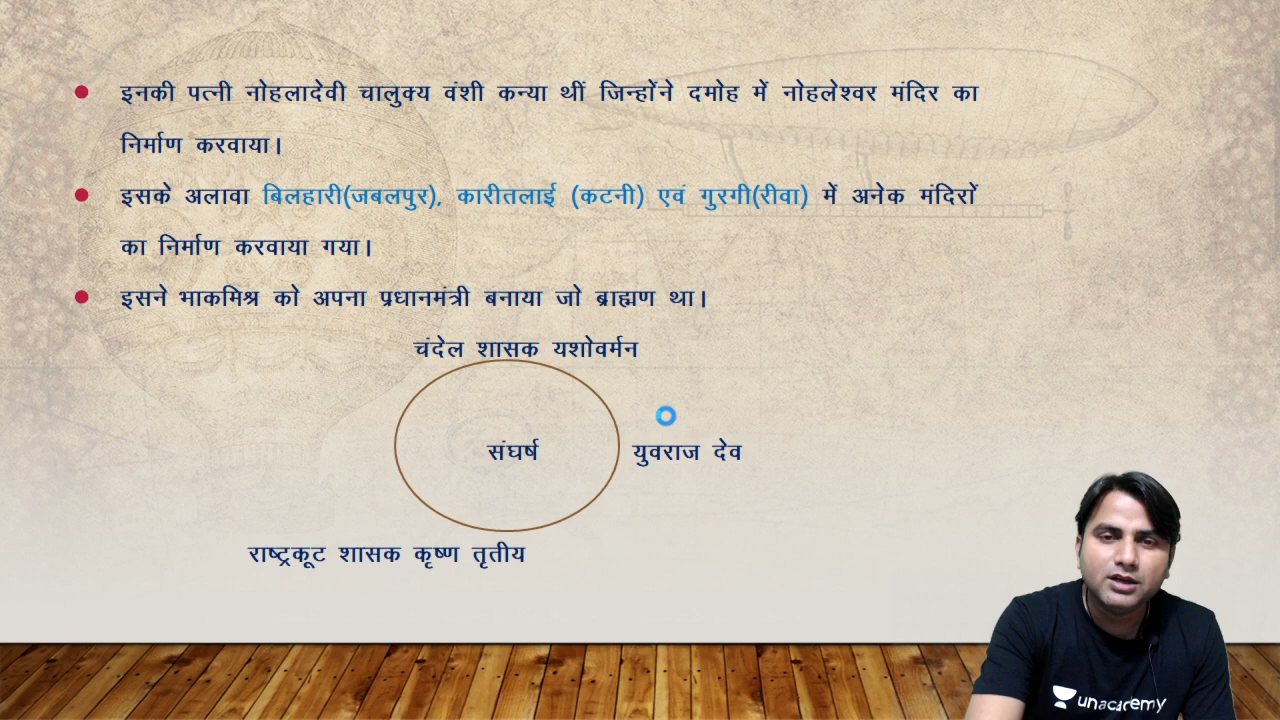 इनकी पत्नी नोहलादेवी चालुक्य वंशी कन्या थीं जिन्होंने दमोह में नोहलेश्वर मंदिर का
निर्माण करवाया।
इसके अलावा बिलहारी(जबलपुर), कारीतलाई (कटनी) एवं गुरगी(रीवा) में अनेक मंदिरों
का निर्माण करवाया गया।
इसने भाकमिश्र को अपना प्रधानमंत्री बनाया जो ब्राह्मण था।
चंदेल शासक यशोवर्मन
संघर्ष युवराज देव
राष्ट्रकूट शासक कृष्ण तृतीय
unacademy